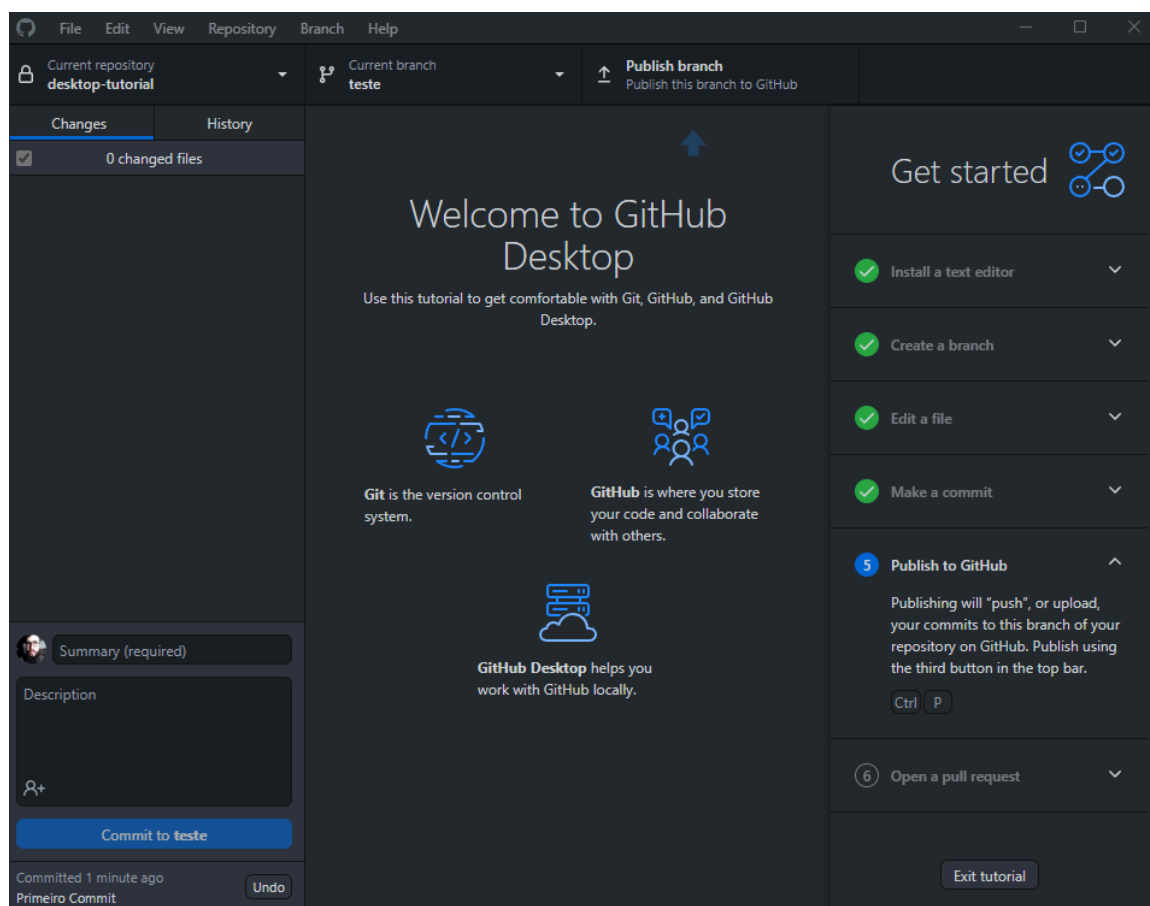 File Edit View Repository Branch Help
Current repository
desktop-tutorial
Current branch
teste
Publish branch
Publish this branch to GitHub
Changes History
0 changed files
Welcome to GitHub
Desktop
Use this tutorial to get comfortable with Git, GitHub, and GitHub
Desktop.
Git is the version control
system.
GitHub is where you store
your code and collaborate
with others.
GitHub Desktop helps you
work with GitHub locally.
Get started
Install a text editor
Create a branch
Edit a file
Make a commit
5 Publish to GitHub
Publishing will “push”, or upload,
your commits to this branch of your
repository on GitHub. Publish using
the third button in the top bar.
Ctrl P
6 Open a pull request
Exit tutorial
Summary (required)
Description
Commit to teste
Committed 1 minute ago
Primeiro Commit
Undo